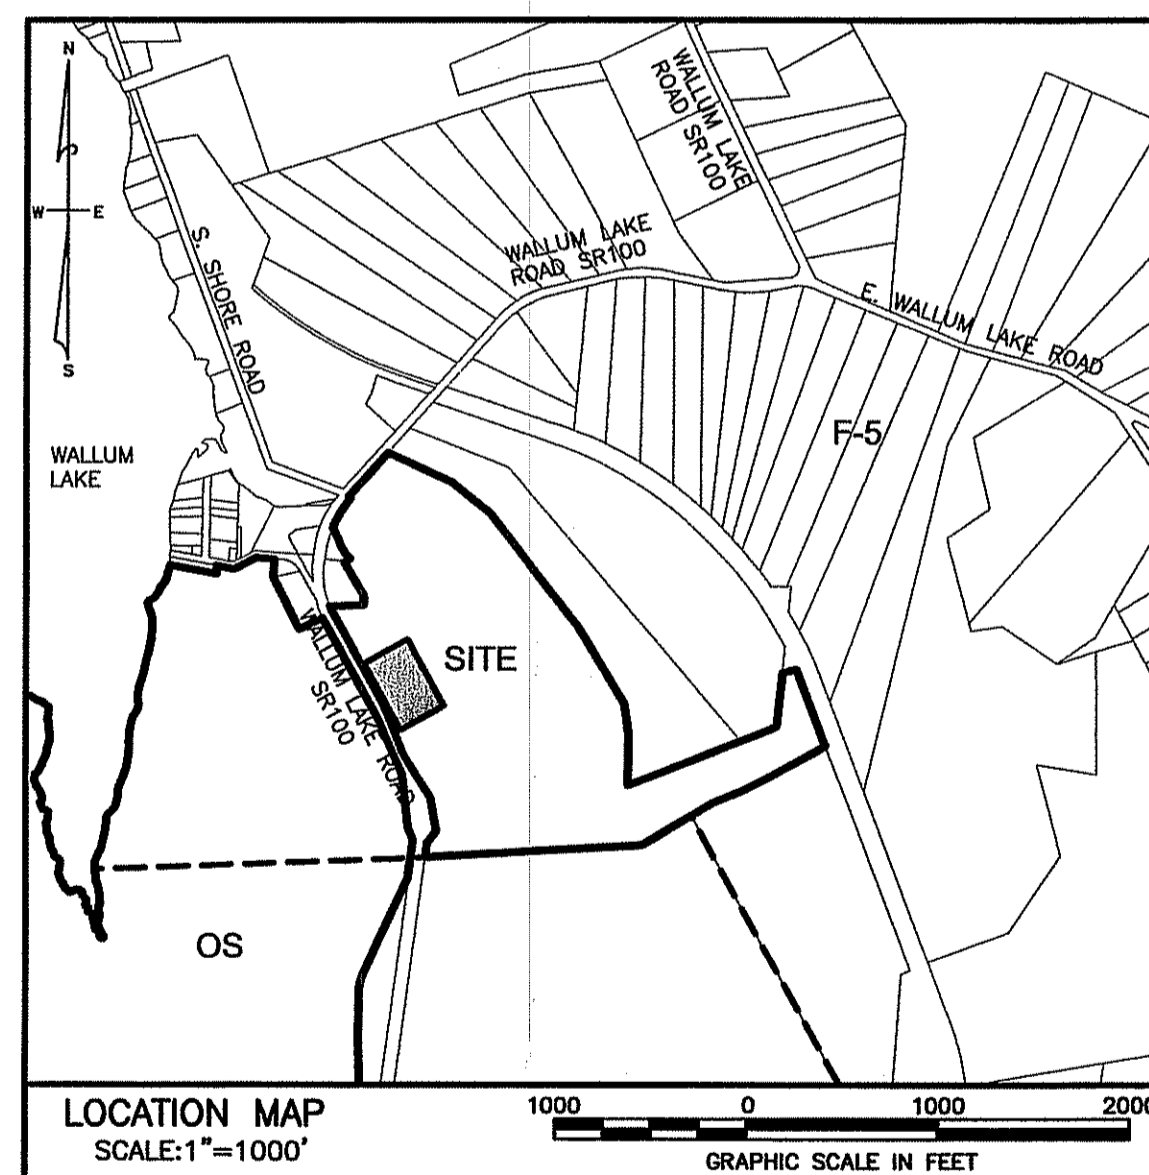 N
W E
S
WALLUM LAKE
ROAD SR100
WALLUM LAKE
ROAD SR100
S. SHORE ROAD
E. WALLUM LAKE ROAD
F-5
WALLUM
LAKE
SITE
WALLUM LAKE ROAD
SR100
OS
LOCATION MAP
SCALE:1"=1000'
1000 0 1000 2000
GRAPHIC SCALE IN FEET